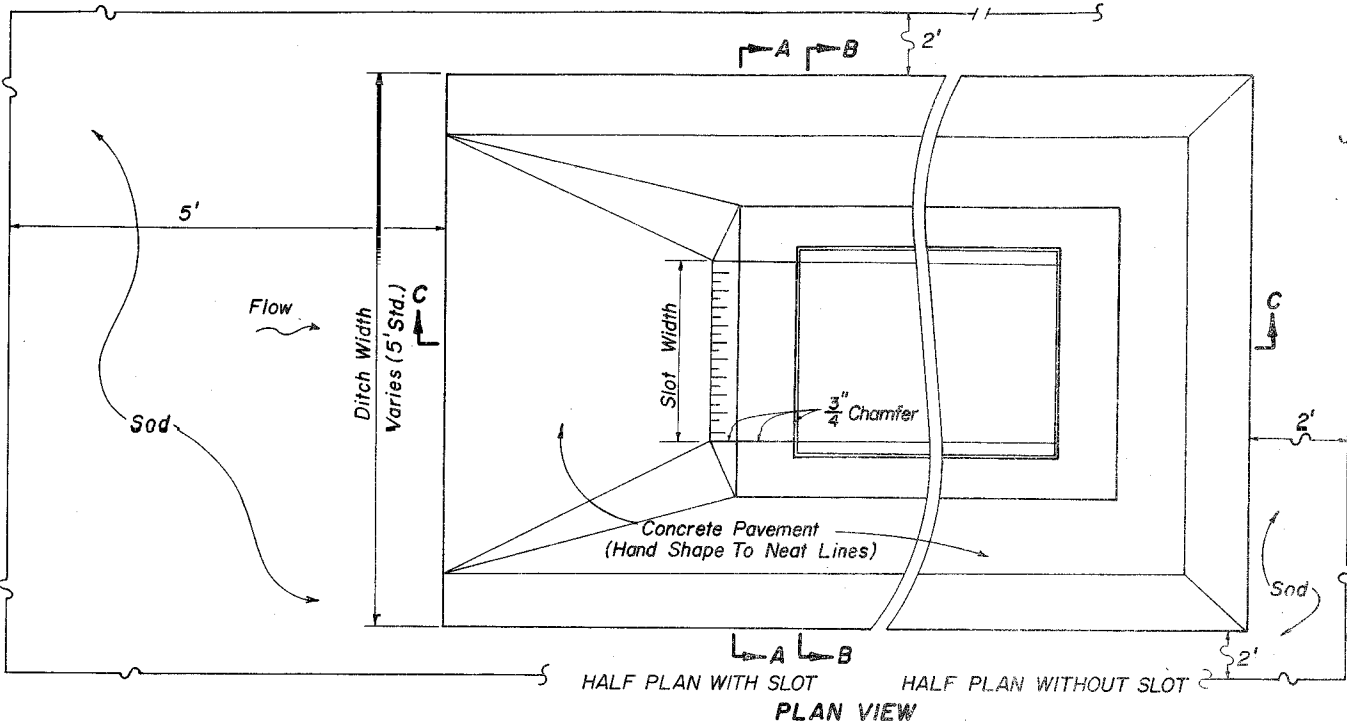 2'
A B
5'
Flow
Ditch Width
Varies (5' Std.)
C
Slot Width
3/4" Chamfer
C
Sod
2'
Concrete Pavement
(Hand Shape To Neat Lines)
Sod
A B
2'
HALF PLAN WITH SLOT
HALF PLAN WITHOUT SLOT
PLAN VIEW